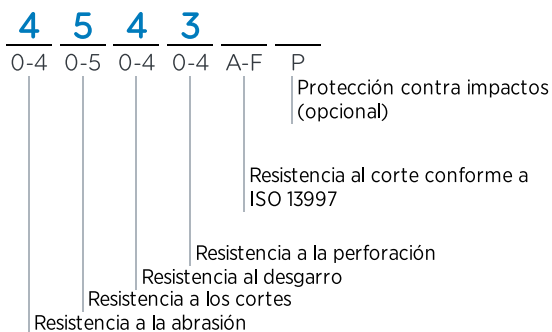 4 5 4 3
0-4 0-5 0-4 0-4 A-F P
Protección contra impactos
(opcional)
Resistencia al corte conforme a
ISO 13997
Resistencia a la perforación
Resistencia al desgarro
Resistencia a los cortes
Resistencia a la abrasión